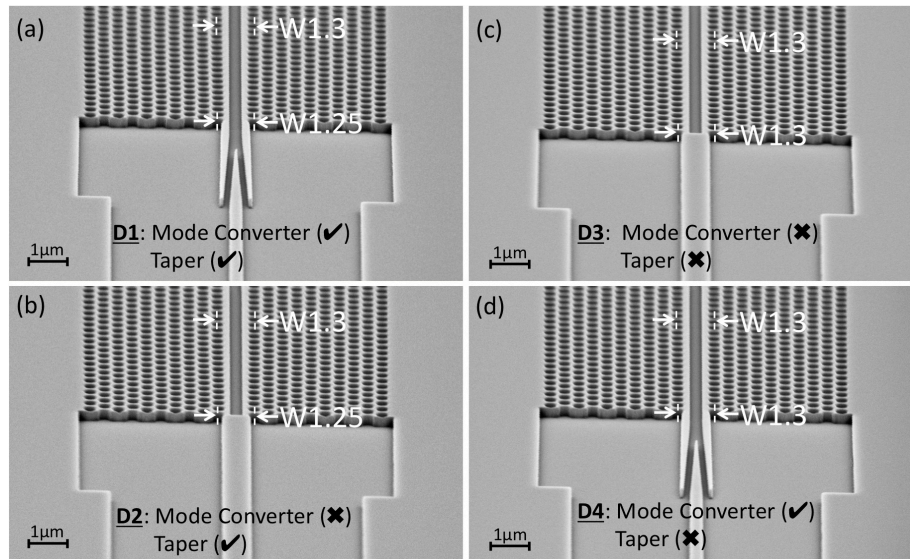 (a)
W1.3
W1.25
D1: Mode Converter (✔)
Taper (✔)
1μm
(c)
W1.3
W1.3
D3: Mode Converter (✖)
Taper (✖)
1μm
(b)
W1.3
W1.25
D2: Mode Converter (✖)
Taper (✔)
1μm
(d)
W1.3
W1.3
D4: Mode Converter (✔)
Taper (✖)
1μm